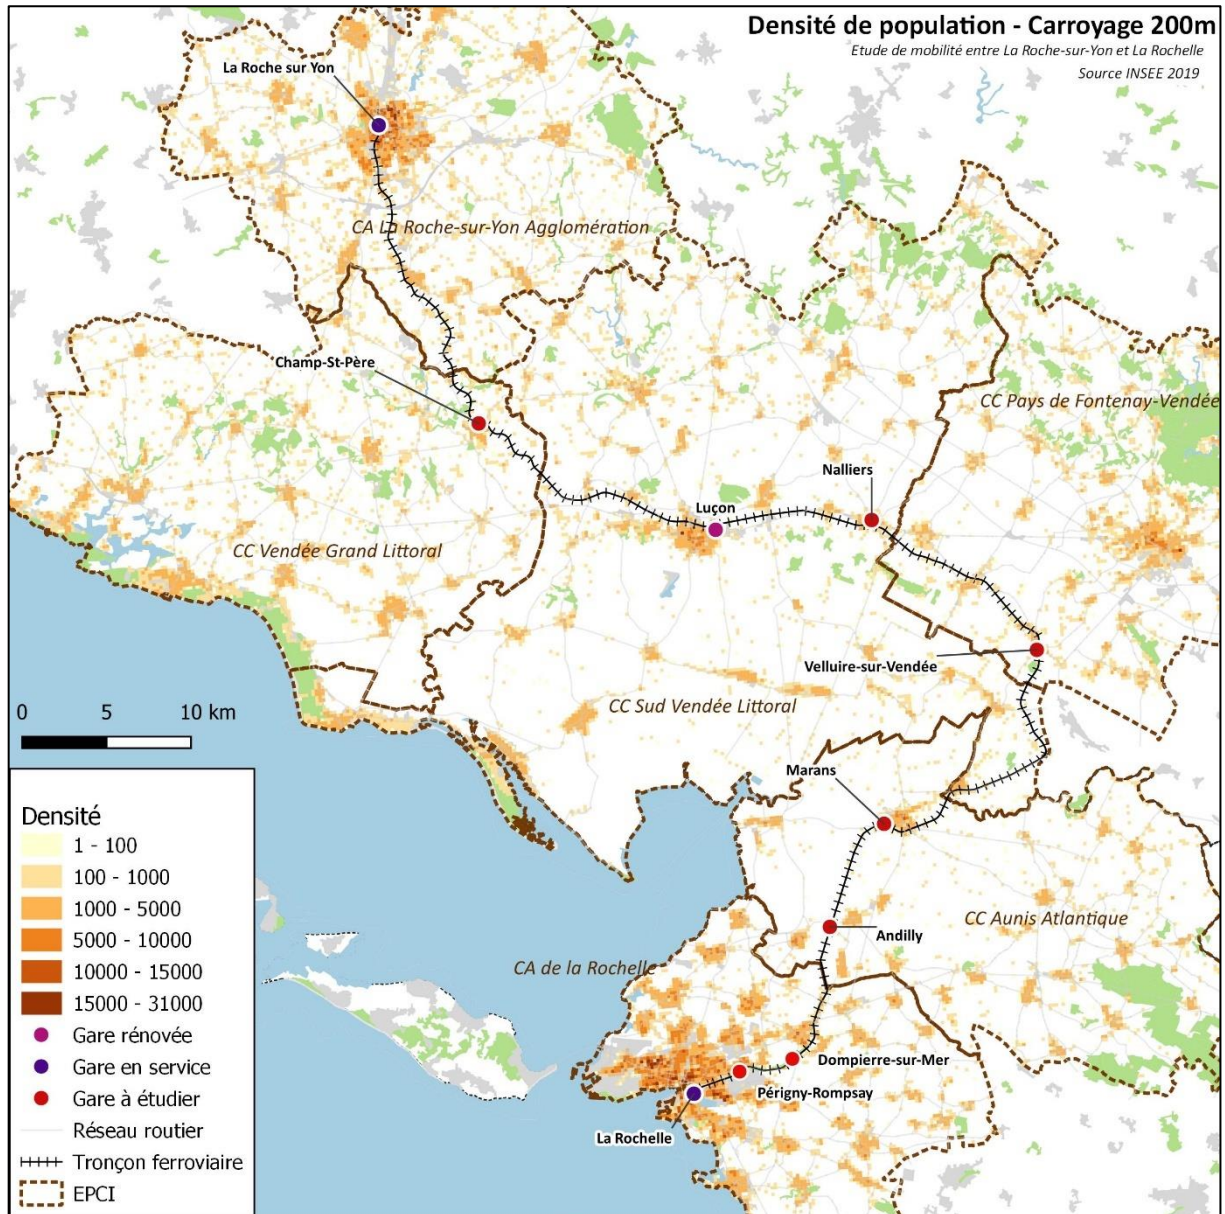 Densité de population - Carroyage 200m
Etude de mobilité entre La Roche-sur-Yon et La Rochelle
Source INSEE 2019
La Roche sur Yon
CA La Roche-sur-Yon Agglomération
Champ-St-Père
CC Pays de Fontenay-Vendée
Nalliers
Luçon
CC Vendée Grand Littoral
Velluire-sur-Vendée
CC Sud Vendée Littoral
0 5 10 km
Marans
Densité
1 - 100
100 - 1000
1000 - 5000
5000 - 10000
10000 - 15000
15000 - 31000
Gare rénovée
Gare en service
Gare à étudier
Réseau routier
Tronçon ferroviaire
EPCI
CC Aunis Atlantique
Andilly
CA de la Rochelle
Dompierre-sur-Mer
Périgny-Rompsay
La Rochelle